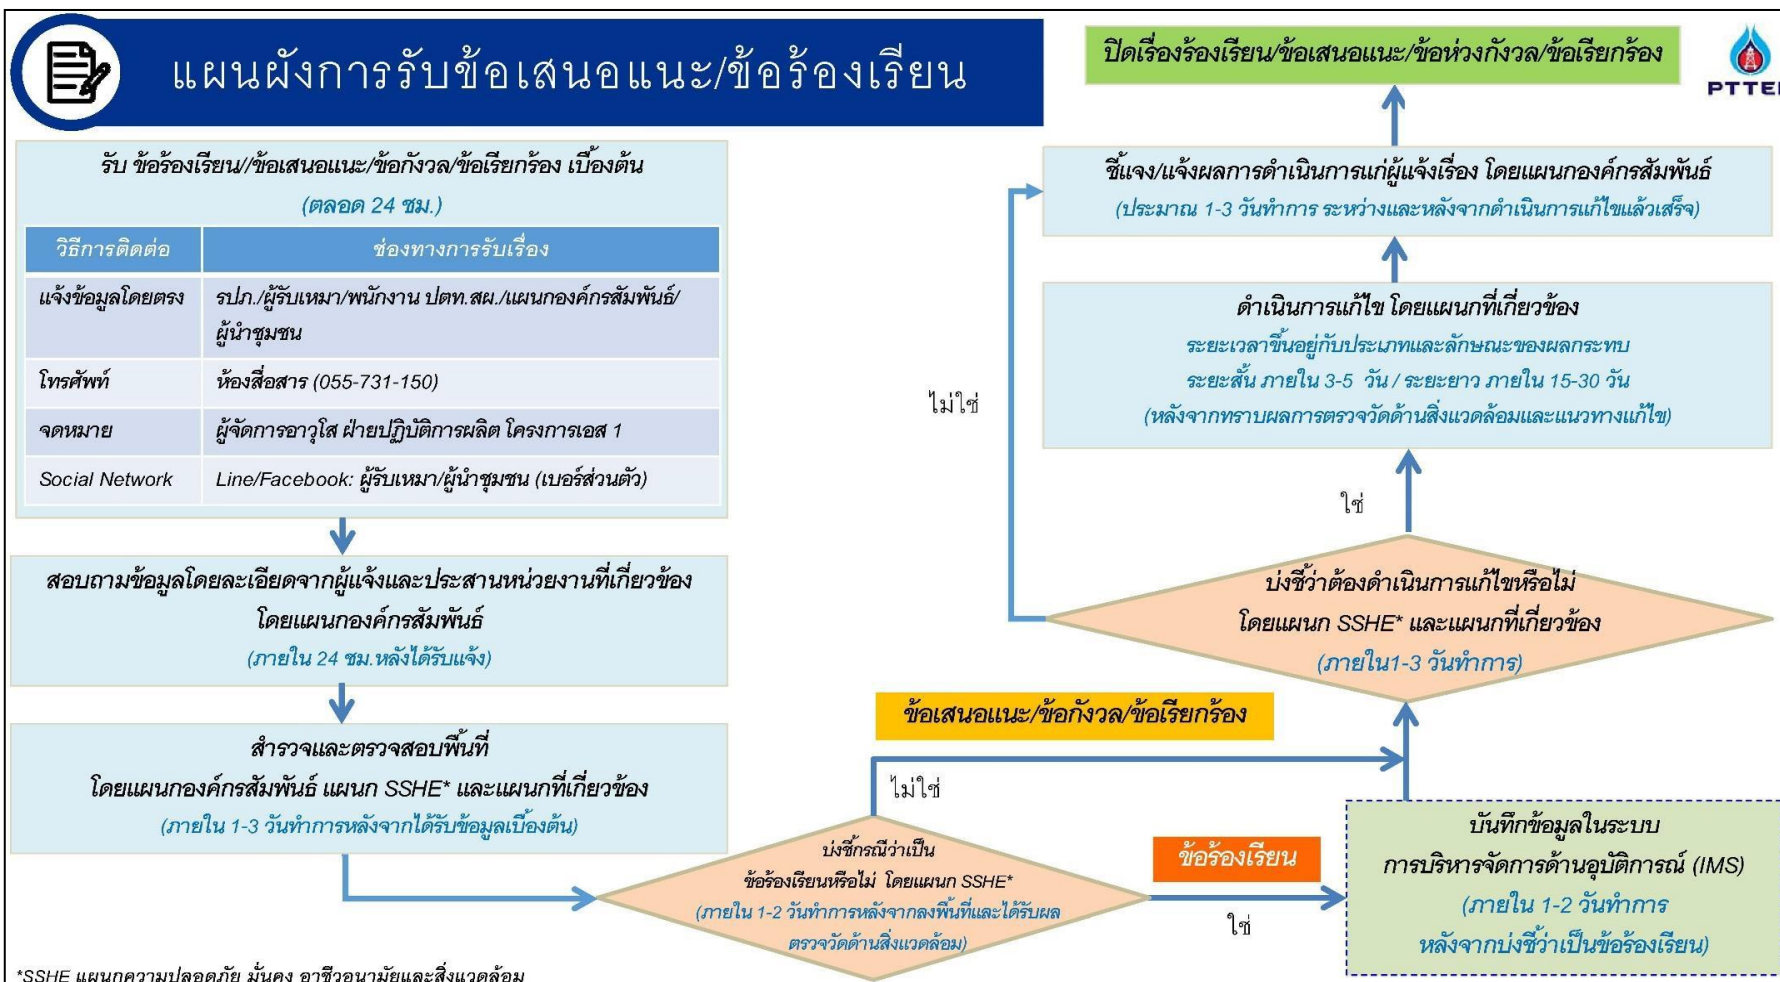 แผนผังการรับข้อเสนอแนะ/ข้อร้องเรียน
รับ ข้อร้องเรียน//ข้อเสนอแนะ/ข้อกังวล/ข้อเรียกร้อง เบื้องต้น
(ตลอด 24 ชม.)
วิธีการติดต่อ ช่องทางการรับเรื่อง
แจ้งข้อมูลโดยตรง รปภ./ผู้รับเหมา/พนักงาน ปตท.สผ./แผนกองค์กรสัมพันธ์/
ผู้นำชุมชน
โทรศัพท์ ห้องสื่อสาร (055-731-150)
จดหมาย ผู้จัดการอาวุโส ฝ่ายปฏิบัติการผลิต โครงการเอส 1
Social Network Line/Facebook: ผู้รับเหมา/ผู้นำชุมชน (เบอร์ส่วนตัว)
สอบถามข้อมูลโดยละเอียดจากผู้แจ้งและประสานหน่วยงานที่เกี่ยวข้อง
โดยแผนกองค์กรสัมพันธ์
(ภายใน 24 ชม.หลังได้รับแจ้ง)
สำรวจและตรวจสอบพื้นที่
โดยแผนกองค์กรสัมพันธ์ แผนก SSHE* และแผนกที่เกี่ยวข้อง
(ภายใน 1-3 วันทำการหลังจากได้รับข้อมูลเบื้องต้น)
บ่งชี้กรณีว่าเป็น
ข้อร้องเรียนหรือไม่ โดยแผนก SSHE*
(ภายใน 1-2 วันทำการหลังจากลงพื้นที่และได้รับผล
ตรวจวัดด้านสิ่งแวดล้อม)
ไม่ใช่
ข้อเสนอแนะ/ข้อกังวล/ข้อเรียกร้อง
ข้อร้องเรียน
ใช่
บันทึกข้อมูลในระบบ
การบริหารจัดการด้านอุบัติการณ์ (IMS)
(ภายใน 1-2 วันทำการ
หลังจากบ่งชี้ว่าเป็นข้อร้องเรียน)
บ่งชี้ว่าต้องดำเนินการแก้ไขหรือไม่
โดยแผนก SSHE* และแผนกที่เกี่ยวข้อง
(ภายใน1-3 วันทำการ)
ใช่
ไม่ใช่
ดำเนินการแก้ไข โดยแผนกที่เกี่ยวข้อง
ระยะเวลาขึ้นอยู่กับประเภทและลักษณะของผลกระทบ
ระยะสั้น ภายใน 3-5 วัน / ระยะยาว ภายใน 15-30 วัน
(หลังจากทราบผลการตรวจวัดด้านสิ่งแวดล้อมและแนวทางแก้ไข)
ชี้แจง/แจ้งผลการดำเนินการแก่ผู้แจ้งเรื่อง โดยแผนกองค์กรสัมพันธ์
(ประมาณ 1-3 วันทำการ ระหว่างและหลังจากดำเนินการแก้ไขแล้วเสร็จ)
ปิดเรื่องร้องเรียน/ข้อเสนอแนะ/ข้อห่วงกังวล/ข้อเรียกร้อง
PTTEP
*SSHE แผนกความปลอดภัย มั่นคง อาชีวอนามัยและสิ่งแวดล้อม